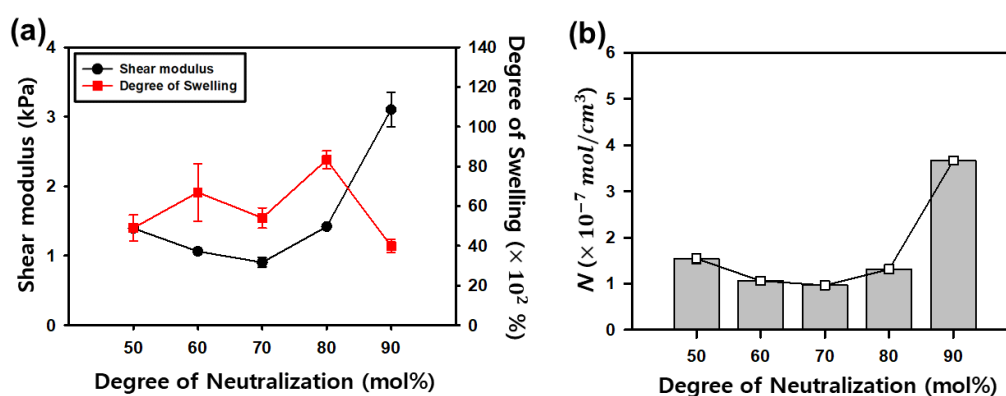 (a)
Shear modulus (kPa)
4
3
2
1
0
Shear modulus
Degree of Swelling
140
120
100
80
60
40
20
0
Degree of Swelling (× 10² %)
50 60 70 80 90
Degree of Neutralization (mol%)
(b)
N (× 10⁻⁷ mol/cm³)
6
5
4
3
2
1
0
50 60 70 80 90
Degree of Neutralization (mol%)